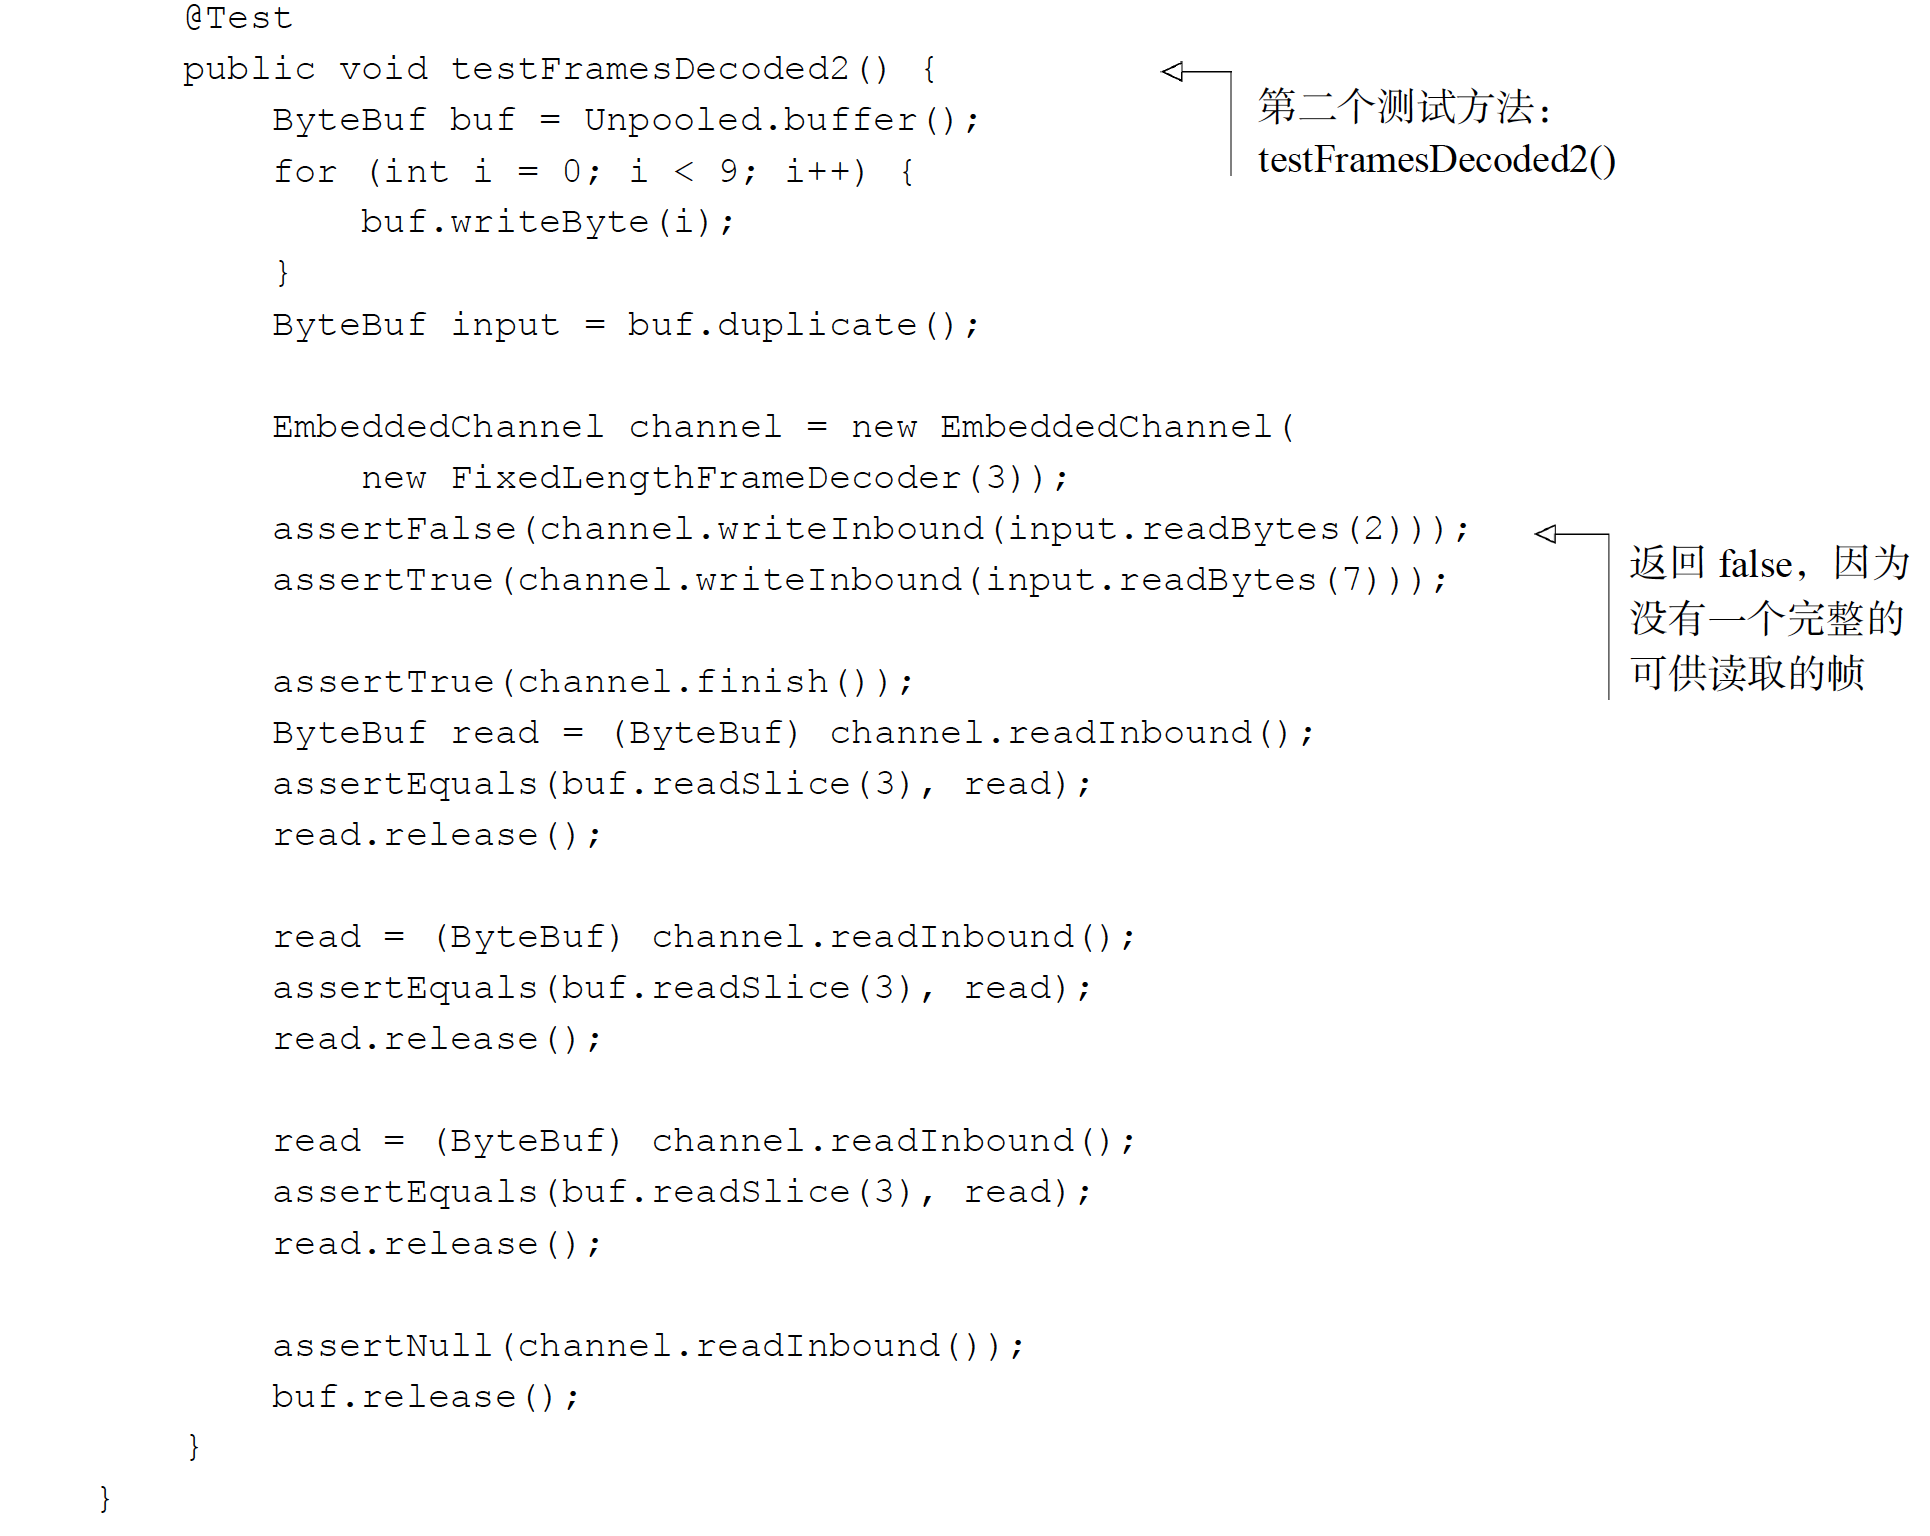 @Test
public void testFramesDecoded2() {
第二个测试方法：
testFramesDecoded2()
    ByteBuf buf = Unpooled.buffer();
    for (int i = 0; i < 9; i++) {
        buf.writeByte(i);
    }
    ByteBuf input = buf.duplicate();

    EmbeddedChannel channel = new EmbeddedChannel(
        new FixedLengthFrameDecoder(3));
    assertFalse(channel.writeInbound(input.readBytes(2)));
    assertTrue(channel.writeInbound(input.readBytes(7)));
返回 false，因为
没有一个完整的
可供读取的帧

    assertTrue(channel.finish());
    ByteBuf read = (ByteBuf) channel.readInbound();
    assertEquals(buf.readSlice(3), read);
    read.release();

    read = (ByteBuf) channel.readInbound();
    assertEquals(buf.readSlice(3), read);
    read.release();

    read = (ByteBuf) channel.readInbound();
    assertEquals(buf.readSlice(3), read);
    read.release();

    assertNull(channel.readInbound());
    buf.release();
}
}